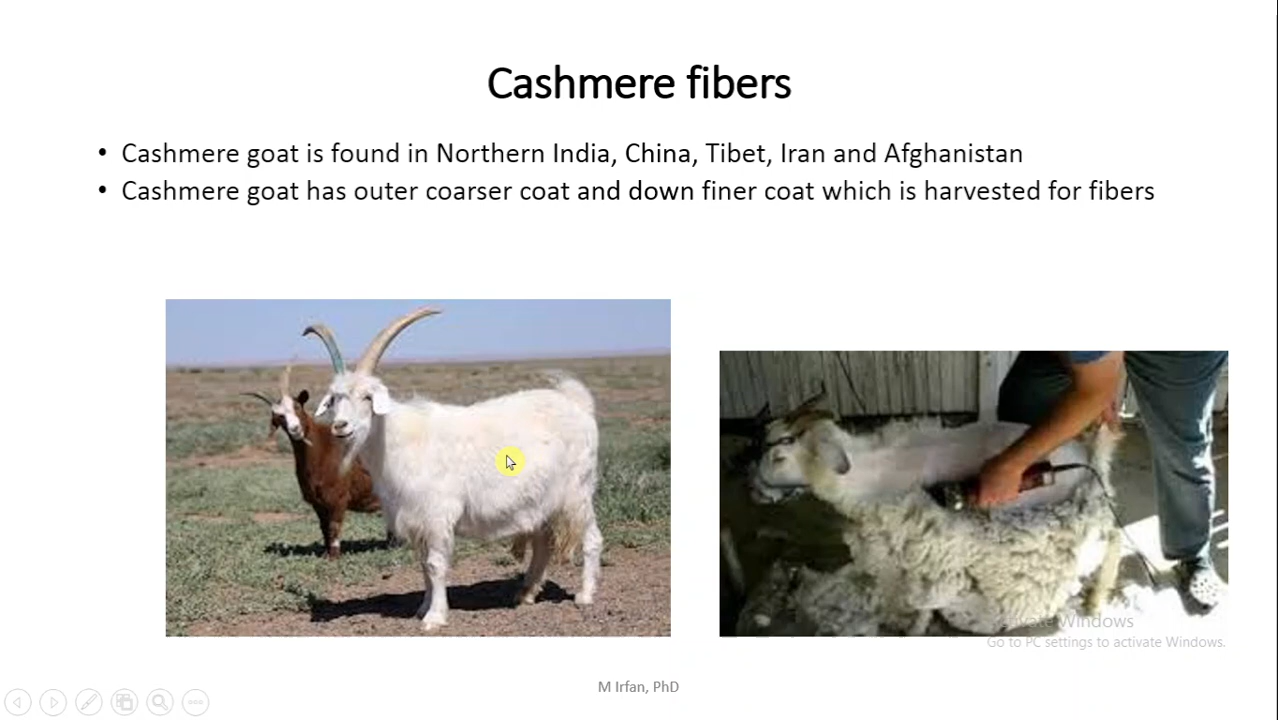 Cashmere fibers
• Cashmere goat is found in Northern India, China, Tibet, Iran and Afghanistan
• Cashmere goat has outer coarser coat and down finer coat which is harvested for fibers
Activate Windows
Go to PC settings to activate Windows.
M Irfan, PhD